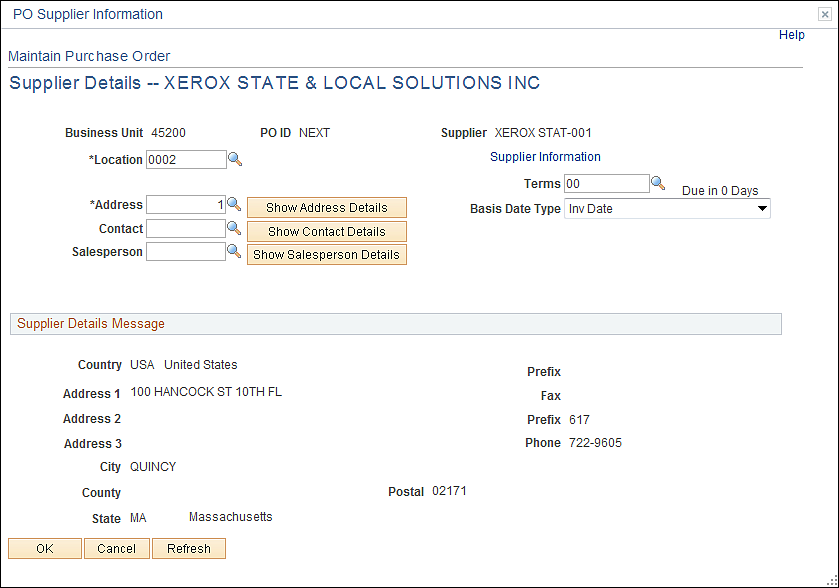 PO Supplier Information
Help
Maintain Purchase Order
Supplier Details -- XEROX STATE & LOCAL SOLUTIONS INC
Business Unit 45200 PO ID NEXT Supplier XEROX STAT-001
*Location 0002 Supplier Information
Terms 00 Due in 0 Days
*Address 1 Show Address Details Basis Date Type Inv Date
Contact Show Contact Details
Salesperson Show Salesperson Details
Supplier Details Message
Country USA United States Prefix
Address 1 100 HANCOCK ST 10TH FL Fax
Address 2 Prefix 617
Address 3 Phone 722-9605
City QUINCY
County Postal 02171
State MA Massachusetts
OK Cancel Refresh